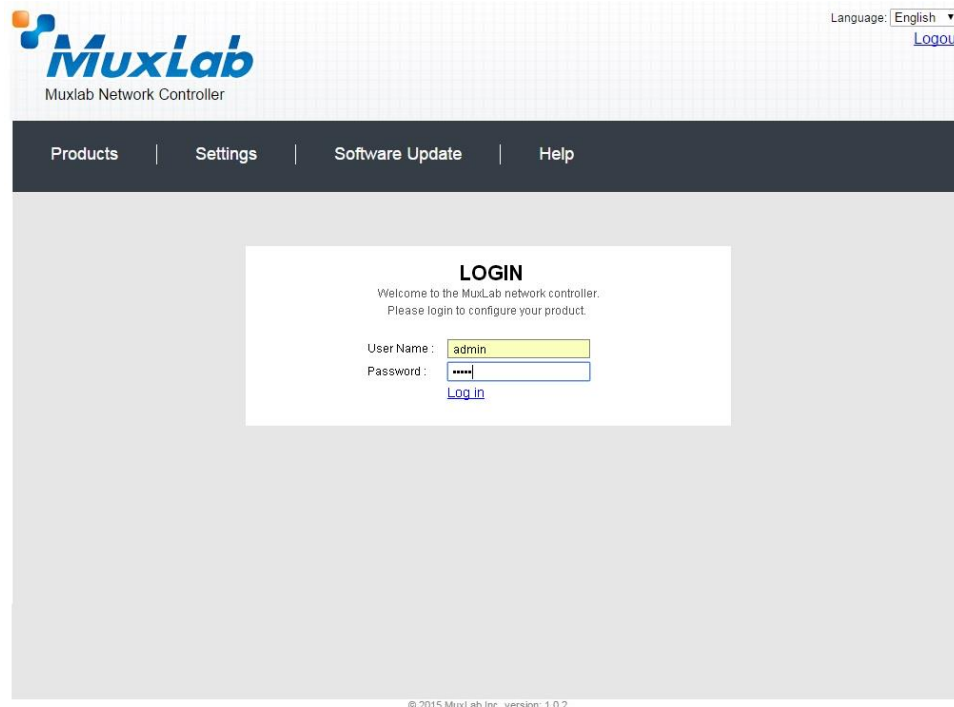 Language: English
Logou
MuxLab
Muxlab Network Controller
Products | Settings | Software Update | Help
LOGIN
Welcome to the MuxLab network controller.
Please login to configure your product.
User Name : admin
Password : •••••
Log in
© 2015 MuxLab Inc. version: 1.0.2